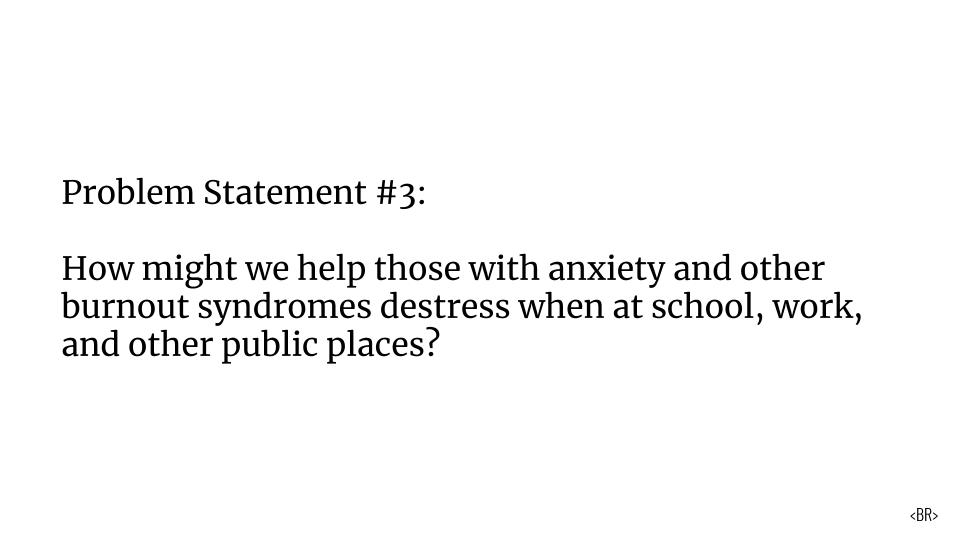 Problem Statement #3:
How might we help those with anxiety and other
burnout syndromes destress when at school, work,
and other public places?
<BR>